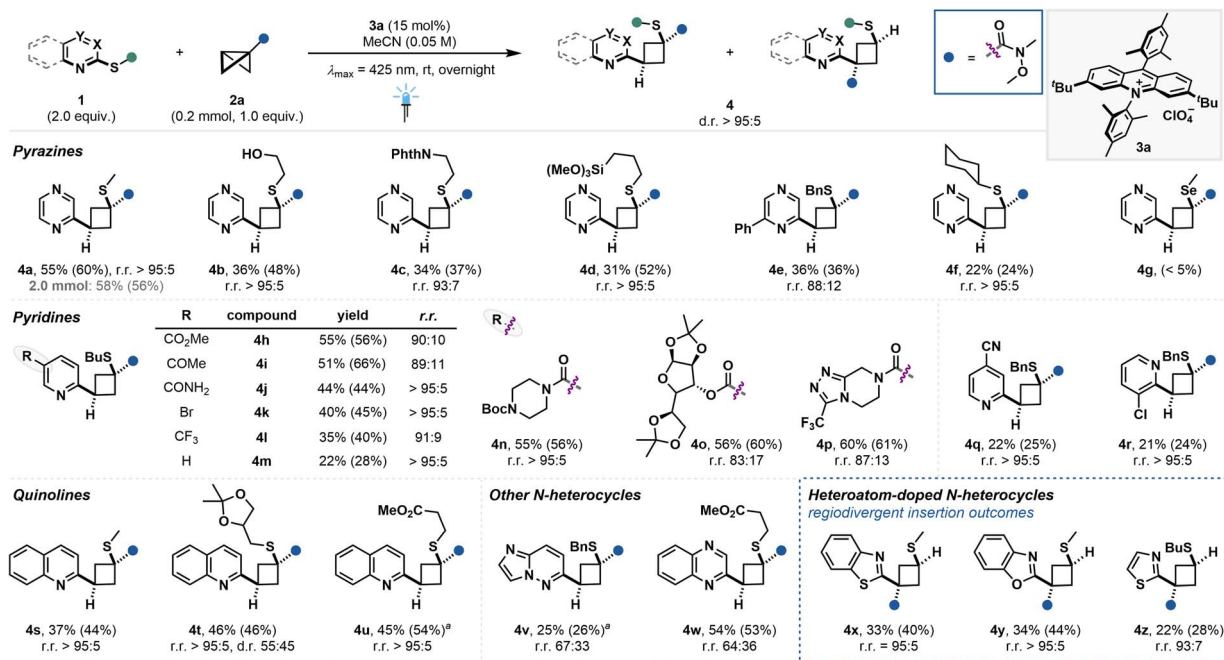 3a (15 mol%)
MeCN (0.05 M)
λmax = 425 nm, rt, overnight
Y
X
N
S
+
1
(2.0 equiv.)
2a
(0.2 mmol, 1.0 equiv.)
S
Y
X
N
H
+
S
H
Y
X
N
4
d.r. > 95:5
=
O
N
O
tBu
N+
tBu
ClO4−
3a
Pyrazines
N
N
S
H
HO
S
N
N
H
PhthN
S
N
N
H
(MeO)3Si
S
N
N
H
BnS
N
Ph
N
H
S
N
N
H
Se
N
N
H
4a, 55% (60%), r.r. > 95:5
2.0 mmol: 58% (56%)
4b, 36% (48%)
r.r. > 95:5
4c, 34% (37%)
r.r. 93:7
4d, 31% (52%)
r.r. > 95:5
4e, 36% (36%)
r.r. 88:12
4f, 22% (24%)
r.r. > 95:5
4g, (< 5%)
Pyridines
R
BuS
N
H
R compound yield r.r.
CO2Me 4h 55% (56%) 90:10
COMe 4i 51% (66%) 89:11
CONH2 4j 44% (44%) > 95:5
Br 4k 40% (45%) > 95:5
CF3 4l 35% (40%) 91:9
H 4m 22% (28%) > 95:5
R
O
N
BocN
4n, 55% (56%)
r.r. > 95:5
O
O
O
O
O
O
O
4o, 56% (60%)
r.r. 83:17
O
N
N
N
N
F3C
4p, 60% (61%)
r.r. 87:13
CN
BnS
N
H
4q, 22% (25%)
r.r. > 95:5
N
BnS
Cl
H
4r, 21% (24%)
r.r. > 95:5
Quinolines
S
N
H
4s, 37% (44%)
r.r. > 95:5
O
O
S
N
H
4t, 46% (46%)
r.r. > 95:5, d.r. 55:45
MeO2C
S
N
H
4u, 45% (54%)a
r.r. > 95:5
Other N-heterocycles
N
BnS
N
N
H
4v, 25% (26%)a
r.r. 67:33
MeO2C
S
N
N
H
4w, 54% (53%)
r.r. 64:36
Heteroatom-doped N-heterocycles
regiodivergent insertion outcomes
S
H
N
S
4x, 33% (40%)
r.r. = 95:5
S
H
N
O
4y, 34% (44%)
r.r. > 95:5
BuS
H
N
S
4z, 22% (28%)
r.r. 93:7